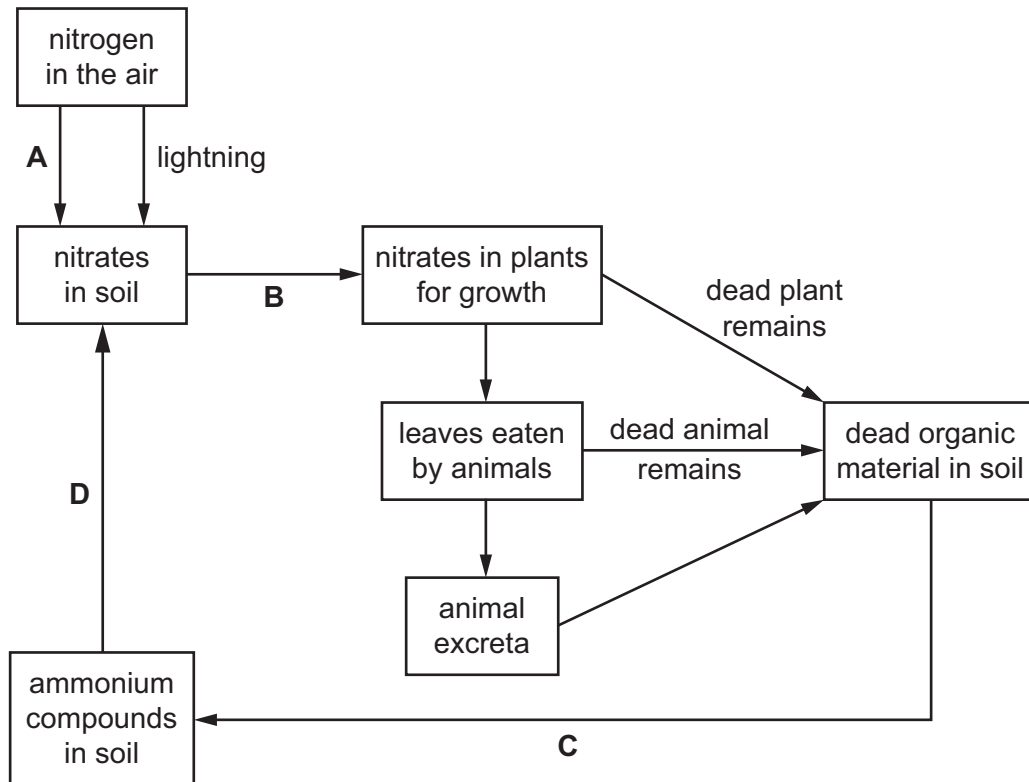 nitrogen
in the air
A
lightning
nitrates
in soil
B
nitrates in plants
for growth
dead plant
remains
leaves eaten
by animals
dead animal
remains
dead organic
material in soil
D
animal
excreta
ammonium
compounds
in soil
C